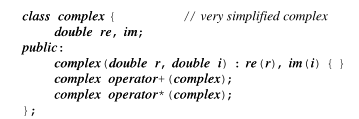 class complex { // very simplified complex
double re, im;
public:
complex(double r, double i) : re(r), im(i) { }
complex operator+(complex);
complex operator*(complex);
};